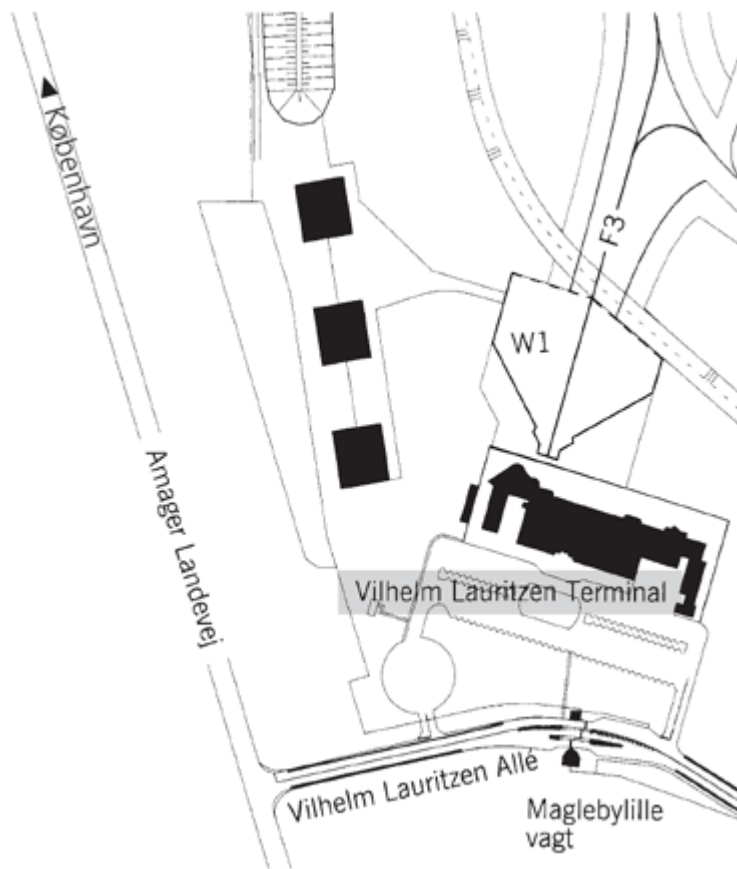 København
F3
W1
Amager Landevej
Vilhelm Lauritzen Terminal
Vilhelm Lauritzen Allé
Maglebylille
vagt